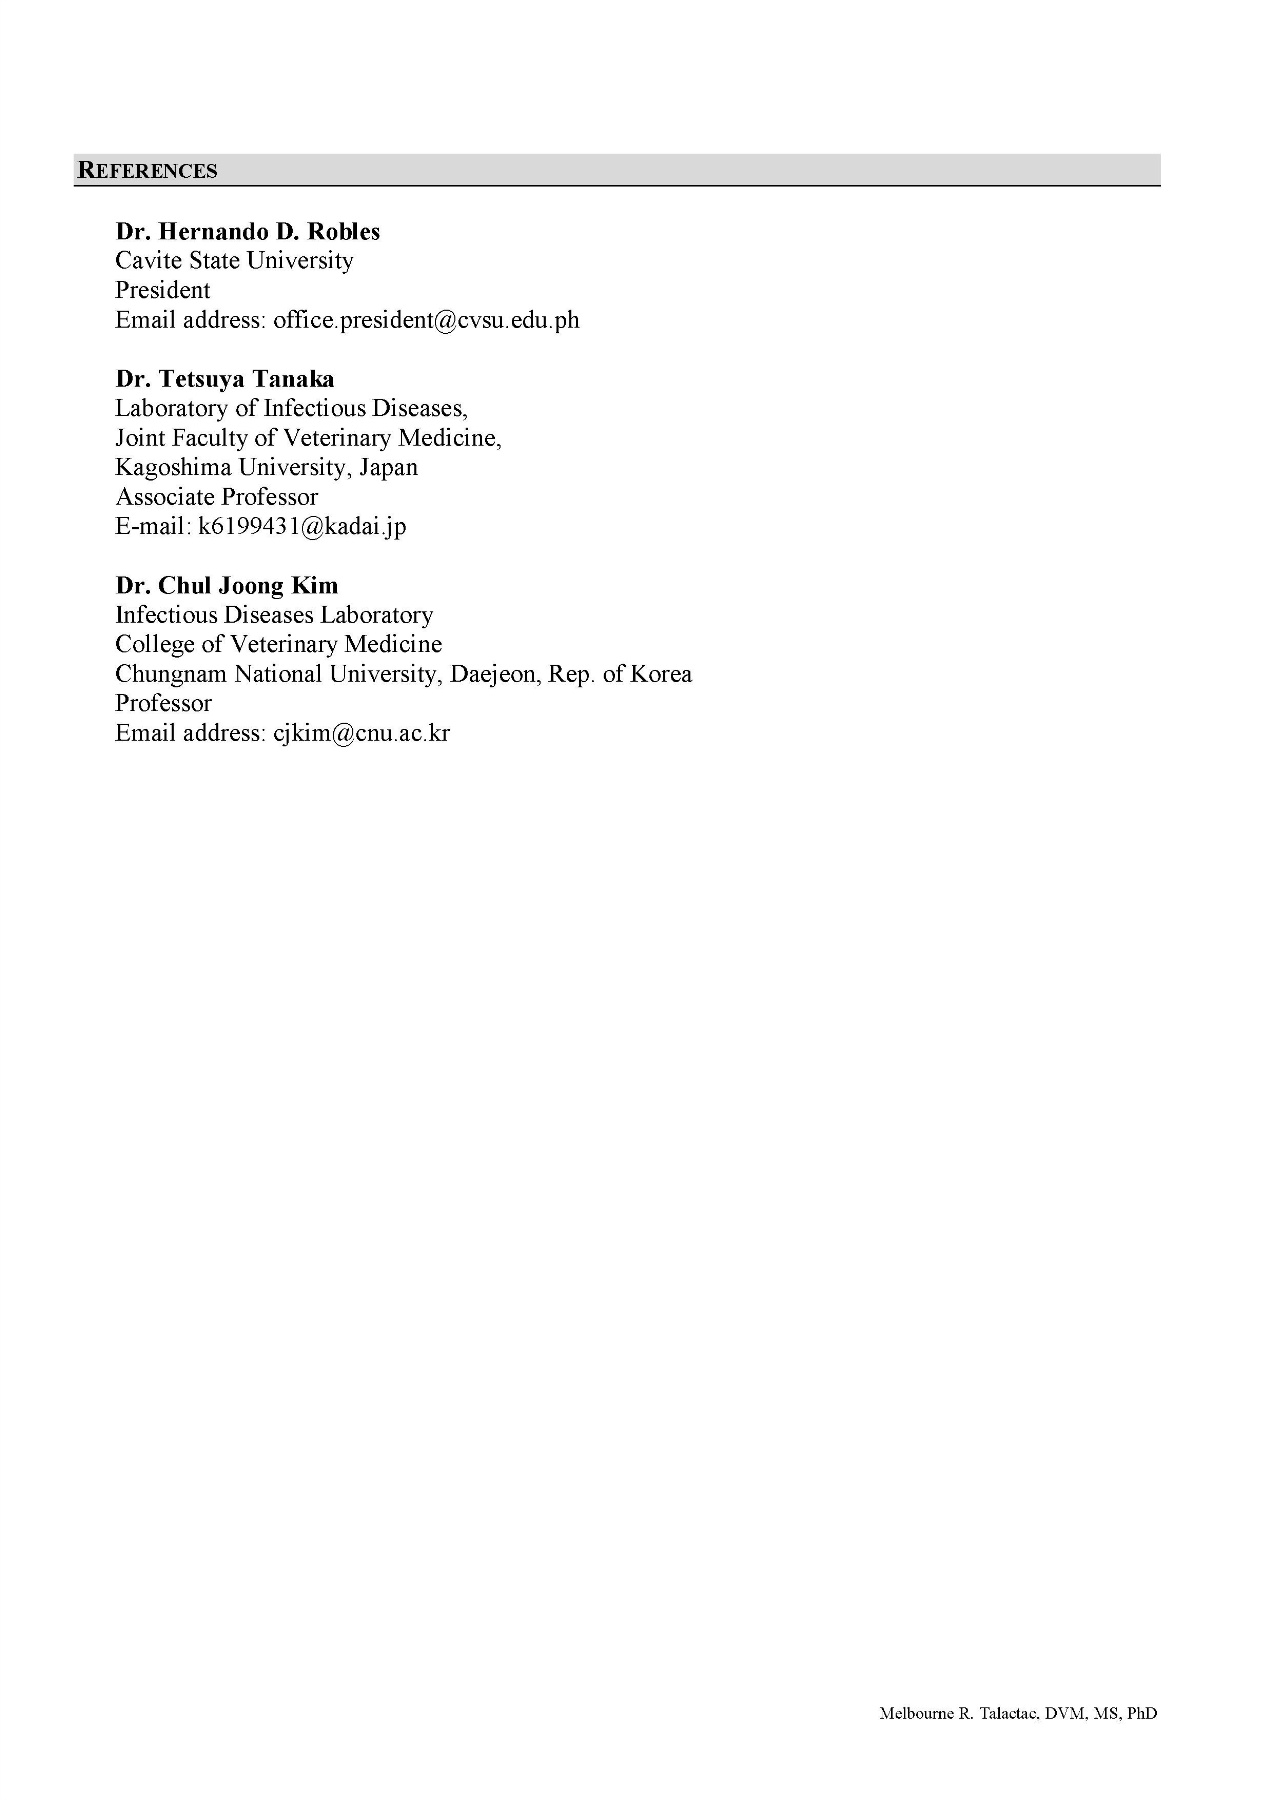 REFERENCES
Dr. Hernando D. Robles
Cavite State University
President
Email address: office.president@cvsu.edu.ph
Dr. Tetsuya Tanaka
Laboratory of Infectious Diseases,
Joint Faculty of Veterinary Medicine,
Kagoshima University, Japan
Associate Professor
E-mail: k6199431@kadai.jp
Dr. Chul Joong Kim
Infectious Diseases Laboratory
College of Veterinary Medicine
Chungnam National University, Daejeon, Rep. of Korea
Professor
Email address: cjkim@cnu.ac.kr
Melbourne R. Talactac, DVM, MS, PhD